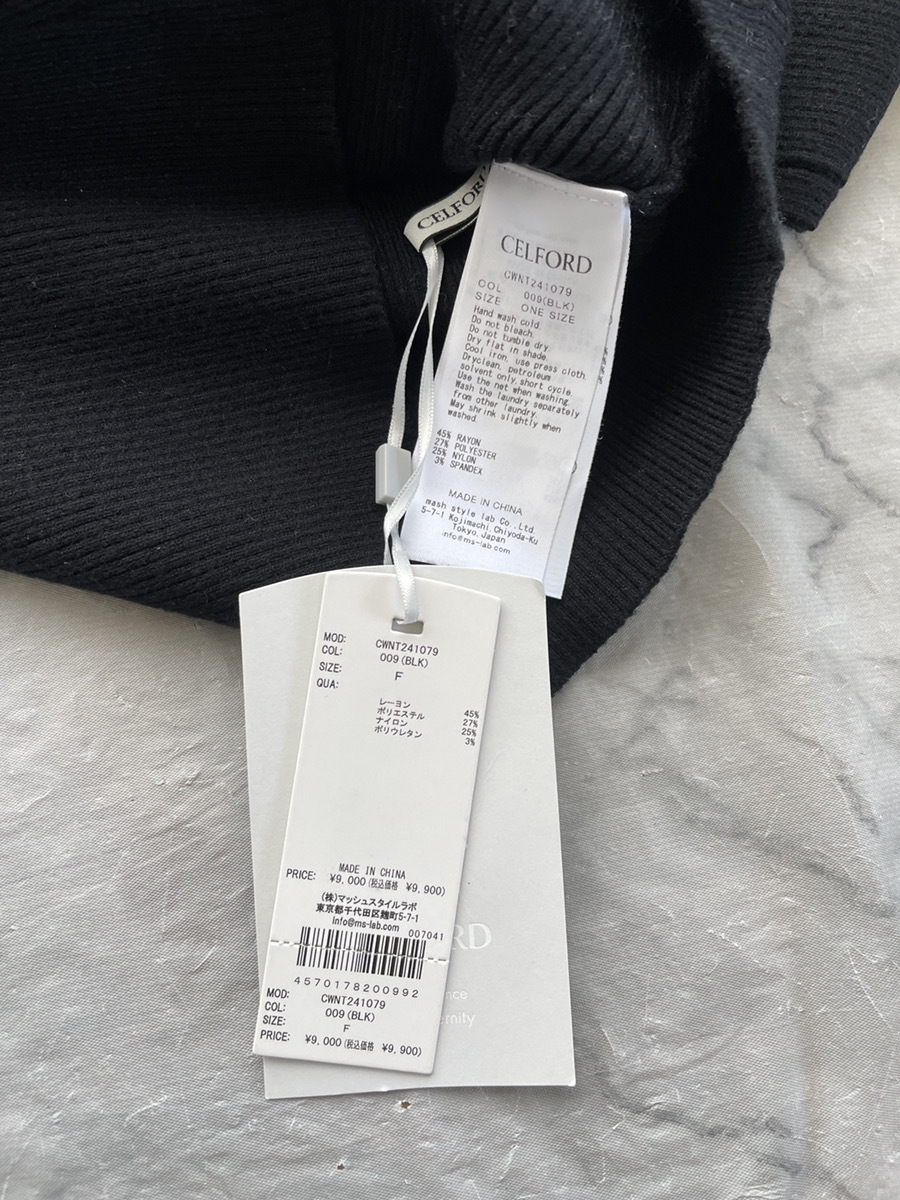 CELFORD
CELFORD
CWNT241079
COL 009(BLK)
SIZE ONE SIZE
Hand wash cold.
Do not bleach.
Do not tumble dry.
Dry flat in shade.
Cool iron, use press cloth.
Dryclean, petroleum
solvent only,short cycle.
Use the net when washing.
Wash the laundry separately
from other laundry.
May shrink slightly when
washed.
45% RAYON
27% POLYESTER
25% NYLON
3% SPANDEX
MADE IN CHINA
mash style lab Co.,Ltd.
5-7-1 Kojimachi,Chiyoda-Ku
Tokyo,Japan
info@ms-lab.com
MOD: CWNT241079
COL: 009(BLK)
SIZE: F
QUA:
レーヨン 45%
ポリエステル 27%
ナイロン 25%
ポリウレタン 3%
MADE IN CHINA
PRICE: ¥9,000(税込価格 ¥9,900)
(株)マッシュスタイルラボ
東京都千代田区麹町5-7-1
info@ms-lab.com
007041
4570178200992
MOD: CWNT241079
COL: 009(BLK)
SIZE: F
PRICE: ¥9,000(税込価格 ¥9,900)
RD
nce
ernity